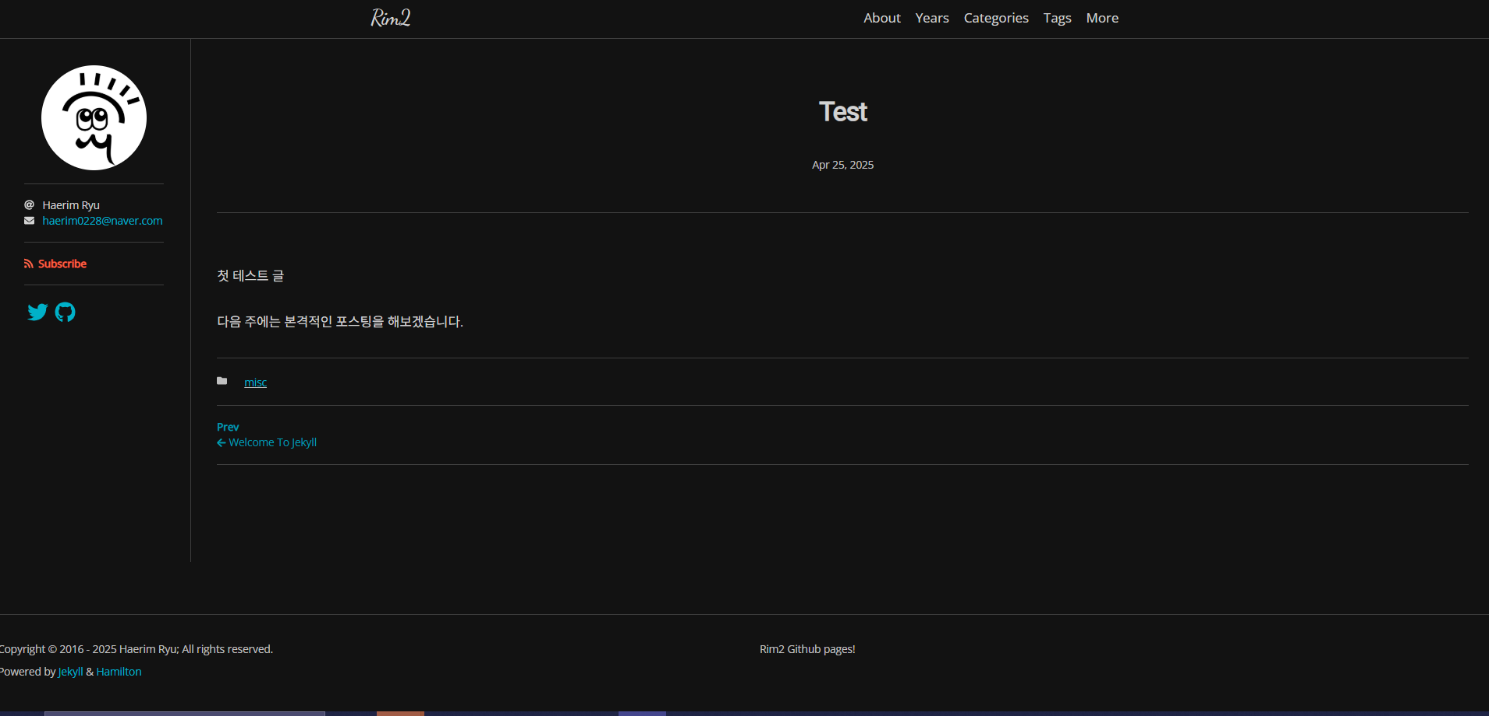 Rim2
About Years Categories Tags More
Haerim Ryu
haerim0228@naver.com
Subscribe
Test
Apr 25, 2025
첫 테스트 글
다음 주에는 본격적인 포스팅을 해보겠습니다.
misc
Prev
Welcome To Jekyll
Copyright © 2016 - 2025 Haerim Ryu; All rights reserved.
Powered by Jekyll & Hamilton
Rim2 Github pages!